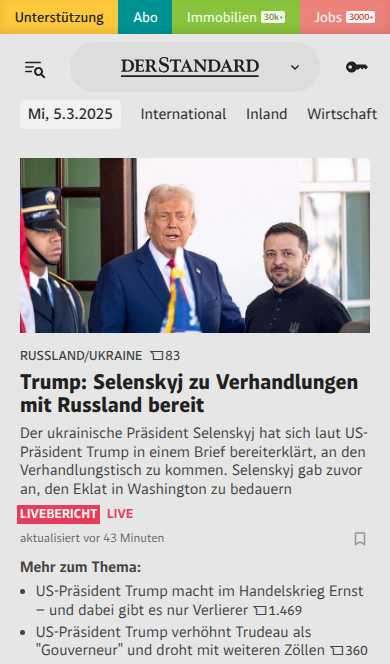 Unterstützung Abo Immobilien 30k+ Jobs 3000+
DERSTANDARD
Mi, 5.3.2025 International Inland Wirtschaft
RUSSLAND/UKRAINE 83
Trump: Selenskyj zu Verhandlungen
mit Russland bereit
Der ukrainische Präsident Selenskyj hat sich laut US-
Präsident Trump in einem Brief bereiterklärt, an den
Verhandlungstisch zu kommen. Selenskyj gab zuvor
an, den Eklat in Washington zu bedauern
LIVEBERICHT LIVE
aktualisiert vor 43 Minuten
Mehr zum Thema:
• US-Präsident Trump macht im Handelskrieg Ernst
– und dabei gibt es nur Verlierer 1.469
• US-Präsident Trump verhöhnt Trudeau als
"Gouverneur" und droht mit weiteren Zöllen 360